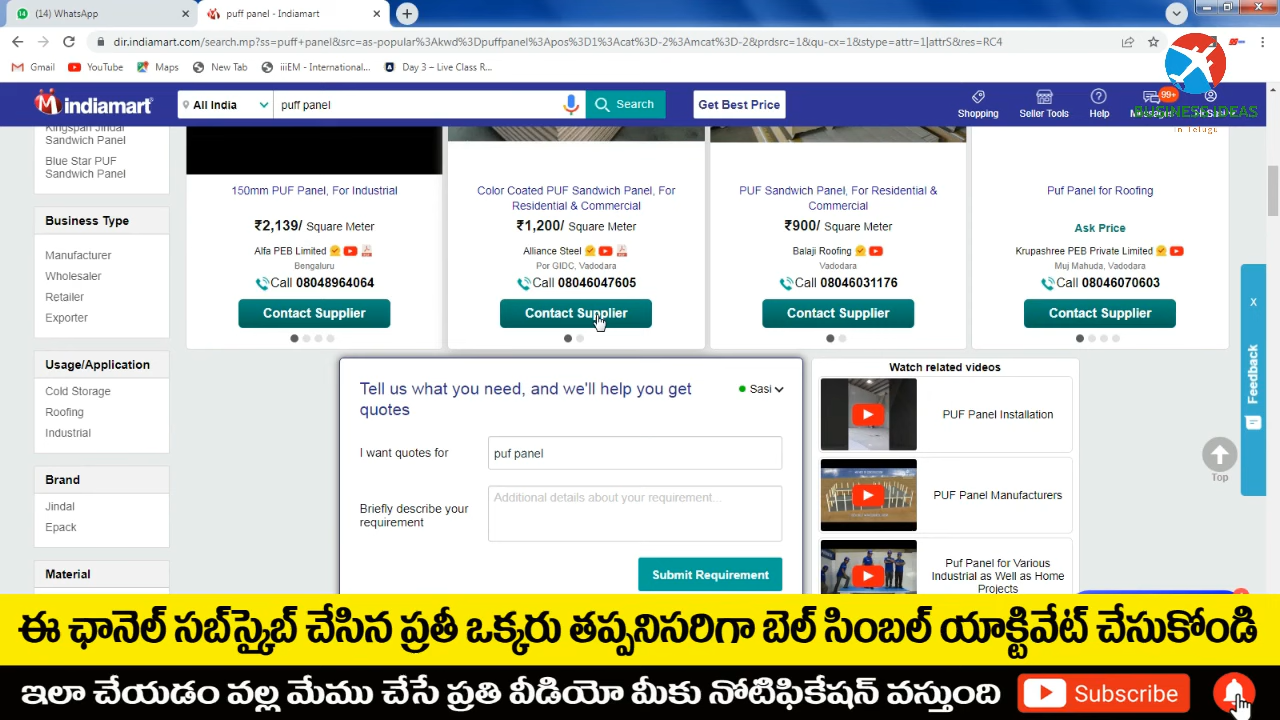 (14) WhatsApp
puff panel - Indiamart
dir.indiamart.com/search.mp?ss=puff+panel&src=as-popular%3Akwd%3Dpuffpanel%3Apos%3D1%3Acat%3D-2%3Amcat%3D-2&prdsrc=1&qu-cx=1&stype=attr=1|attrS&res=RC4
Gmail YouTube Maps New Tab iiiEM - International... Day 3 – Live Class R...
indiamart All India puff panel Search Get Best Price Shopping Seller Tools Help 99+
BUSINESS IDEAS
In Telugu
Kingspan Jindal
Sandwich Panel
Blue Star PUF
Sandwich Panel
Business Type
Manufacturer
Wholesaler
Retailer
Exporter
Usage/Application
Cold Storage
Roofing
Industrial
Brand
Jindal
Epack
Material
150mm PUF Panel, For Industrial
₹2,139/ Square Meter
Alfa PEB Limited
Bengaluru
Call 08048964064
Contact Supplier
Color Coated PUF Sandwich Panel, For
Residential & Commercial
₹1,200/ Square Meter
Alliance Steel
Por GIDC, Vadodara
Call 08046047605
Contact Supplier
PUF Sandwich Panel, For Residential &
Commercial
₹900/ Square Meter
Balaji Roofing
Vadodara
Call 08046031176
Contact Supplier
Puf Panel for Roofing
Ask Price
Krupashree PEB Private Limited
Muj Mahuda, Vadodara
Call 08046070603
Contact Supplier
Tell us what you need, and we'll help you get
quotes
Sasi
I want quotes for puf panel
Briefly describe your
requirement
Additional details about your requirement...
Submit Requirement
Watch related videos
PUF Panel Installation
PUF Panel Manufacturers
Puf Panel for Various
Industrial as Well as Home
Projects
x
Feedback
Top
ఈ ఛానెల్ సబ్‌స్క్రైబ్ చేసిన ప్రతీ ఒక్కరు తప్పనిసరిగా బెల్ సింబల్ యాక్టివేట్ చేసుకోండి
ఇలా చేయడం వల్ల మేము చేసే ప్రతి వీడియో మీకు నోటిఫికేషన్ వస్తుంది Subscribe